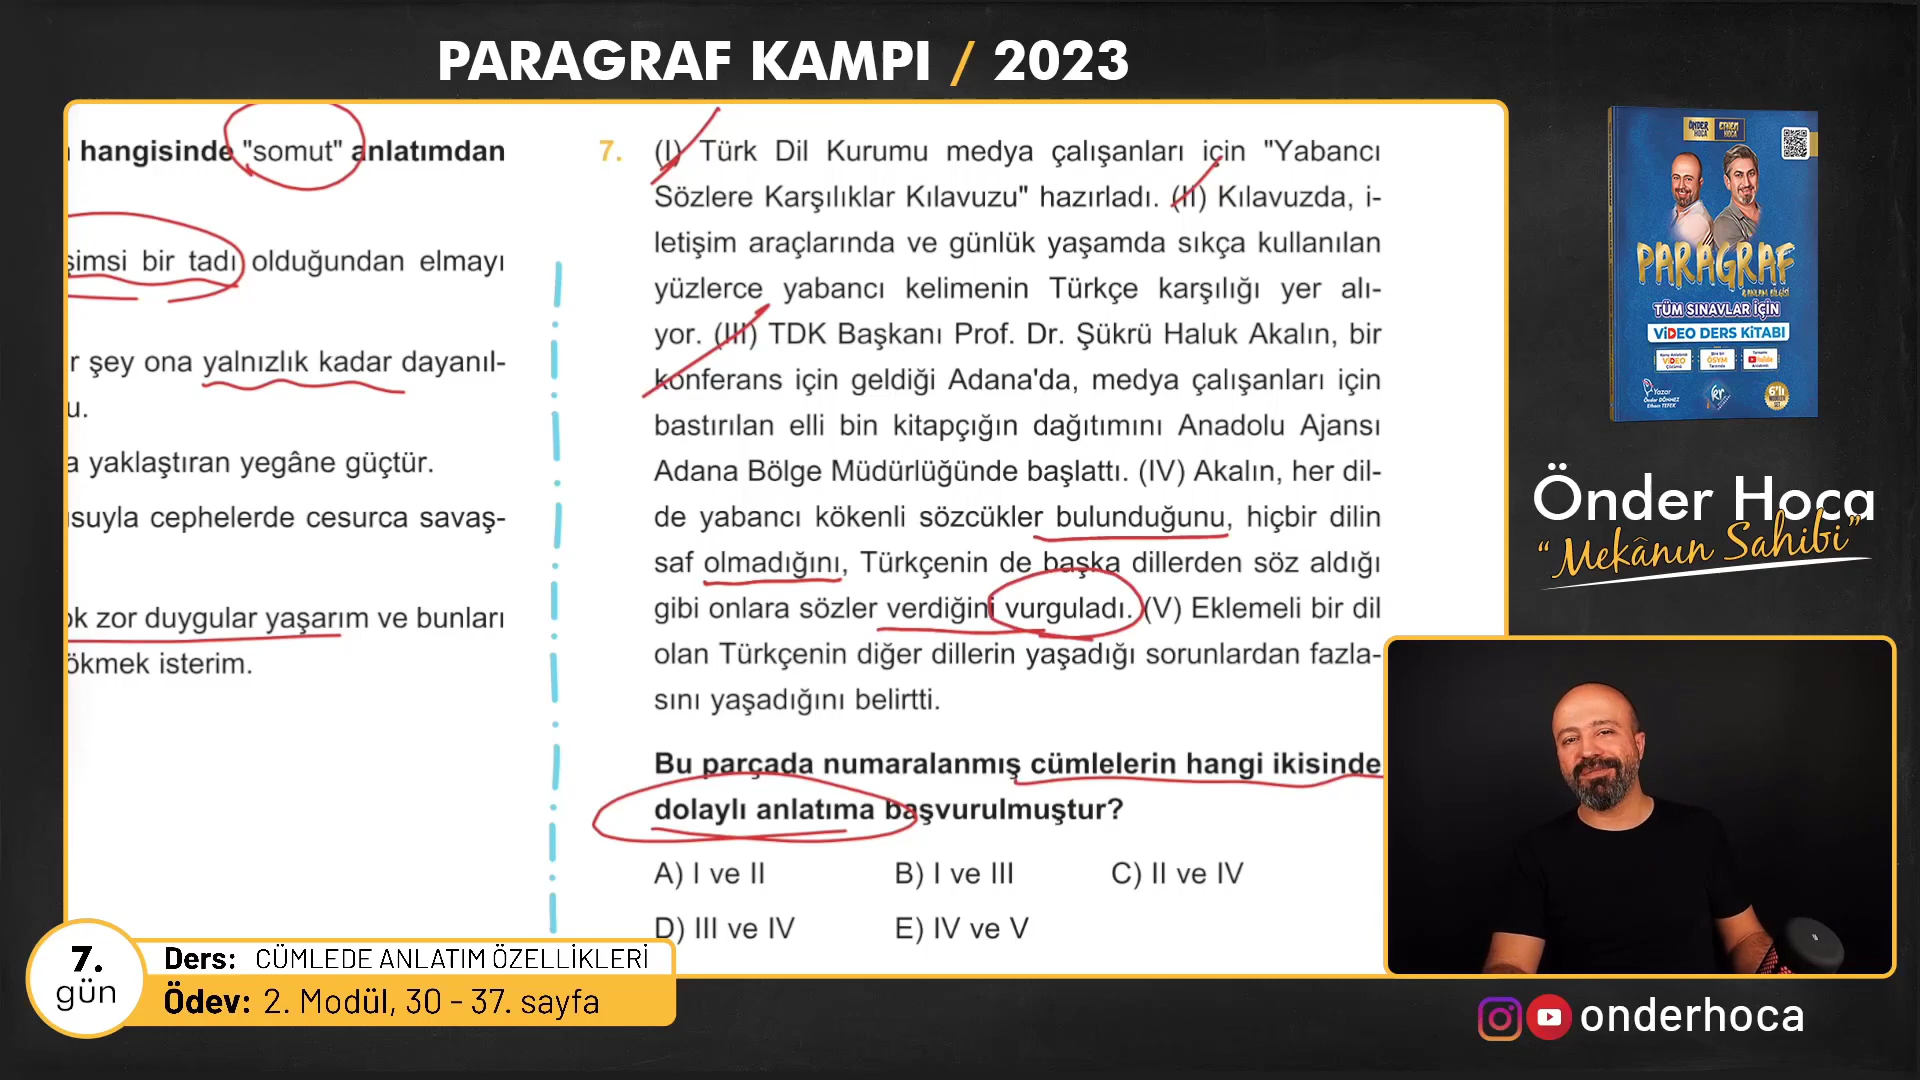 PARAGRAF KAMPI / 2023
hangisinde "somut" anlatımdan
şimsi bir tadı olduğundan elmayı
r şey ona yalnızlık kadar dayanıl-
u.
a yaklaştıran yegâne güçtür.
suyla cephelerde cesurca savaş-
ok zor duygular yaşarım ve bunları
ökmek isterim.
7. (I) Türk Dil Kurumu medya çalışanları için "Yabancı
Sözlere Karşılıklar Kılavuzu" hazırladı. (II) Kılavuzda, i-
letişim araçlarında ve günlük yaşamda sıkça kullanılan
yüzlerce yabancı kelimenin Türkçe karşılığı yer alı-
yor. (III) TDK Başkanı Prof. Dr. Şükrü Haluk Akalın, bir
konferans için geldiği Adana'da, medya çalışanları için
bastırılan elli bin kitapçığın dağıtımını Anadolu Ajansı
Adana Bölge Müdürlüğünde başlattı. (IV) Akalın, her dil-
de yabancı kökenli sözcükler bulunduğunu, hiçbir dilin
saf olmadığını, Türkçenin de başka dillerden söz aldığı
gibi onlara sözler verdiğini vurguladı. (V) Eklemeli bir dil
olan Türkçenin diğer dillerin yaşadığı sorunlardan fazla-
sını yaşadığını belirtti.
Bu parçada numaralanmış cümlelerin hangi ikisinde
dolaylı anlatıma başvurulmuştur?
A) I ve II B) I ve III C) II ve IV
D) III ve IV E) IV ve V
ÖNDER HOCA
ETHEM HOCA
PARAGRAF
TÜM SINAVLAR İÇİN
VİDEO DERS KİTABI
Önder Hoca
"Mekânın Sahibi"
7.
gün
Ders: CÜMLEDE ANLATIM ÖZELLİKLERİ
Ödev: 2. Modül, 30 - 37. sayfa
onderhoca